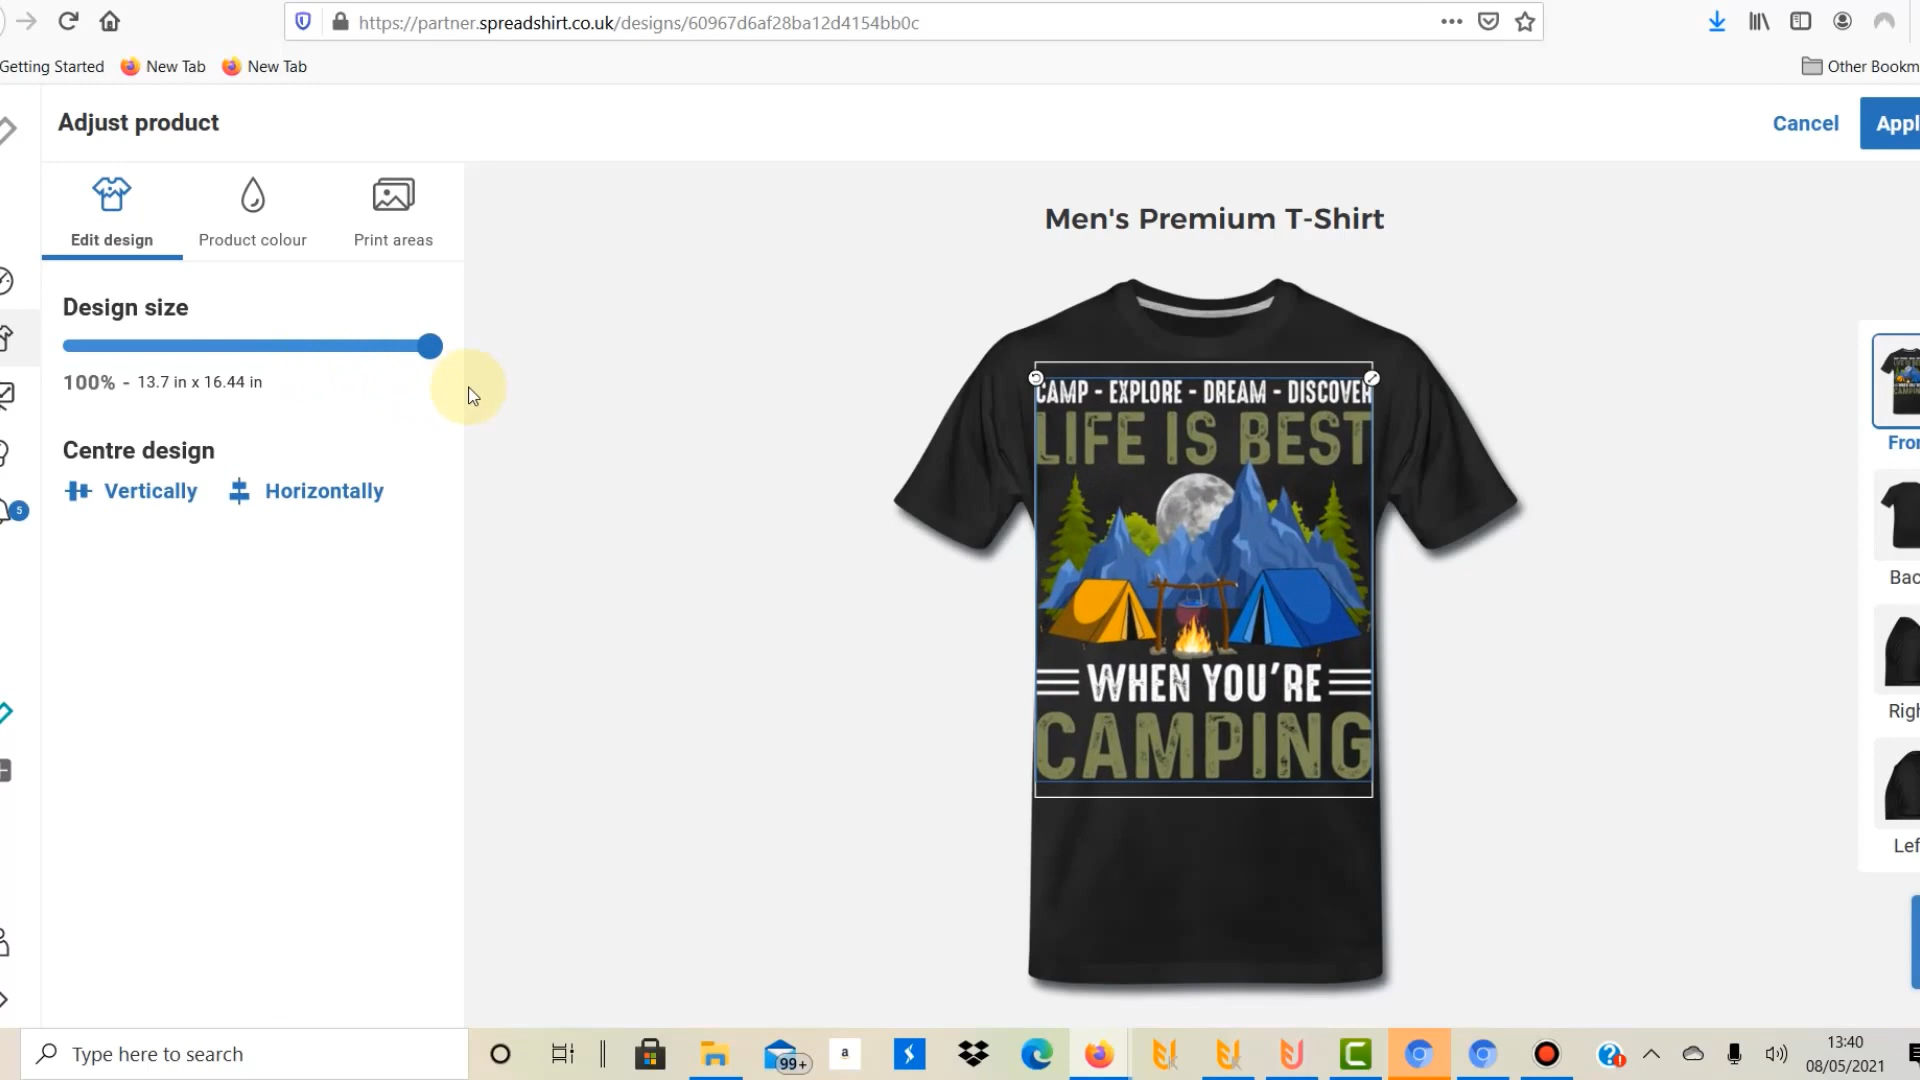 https://partner.spreadshirt.co.uk/designs/60967d6af28ba12d4154bb0c
Getting Started
New Tab
New Tab
Other Bookm
Adjust product
Cancel
Appl
Edit design
Product colour
Print areas
Design size
100% - 13.7 in x 16.44 in
Centre design
Vertically
Horizontally
5
Men's Premium T-Shirt
CAMP - EXPLORE - DREAM - DISCOVER
LIFE IS BEST
WHEN YOU'RE
CAMPING
Fron
Bac
Righ
Lef
Type here to search
99+
a
13:40
08/05/2021